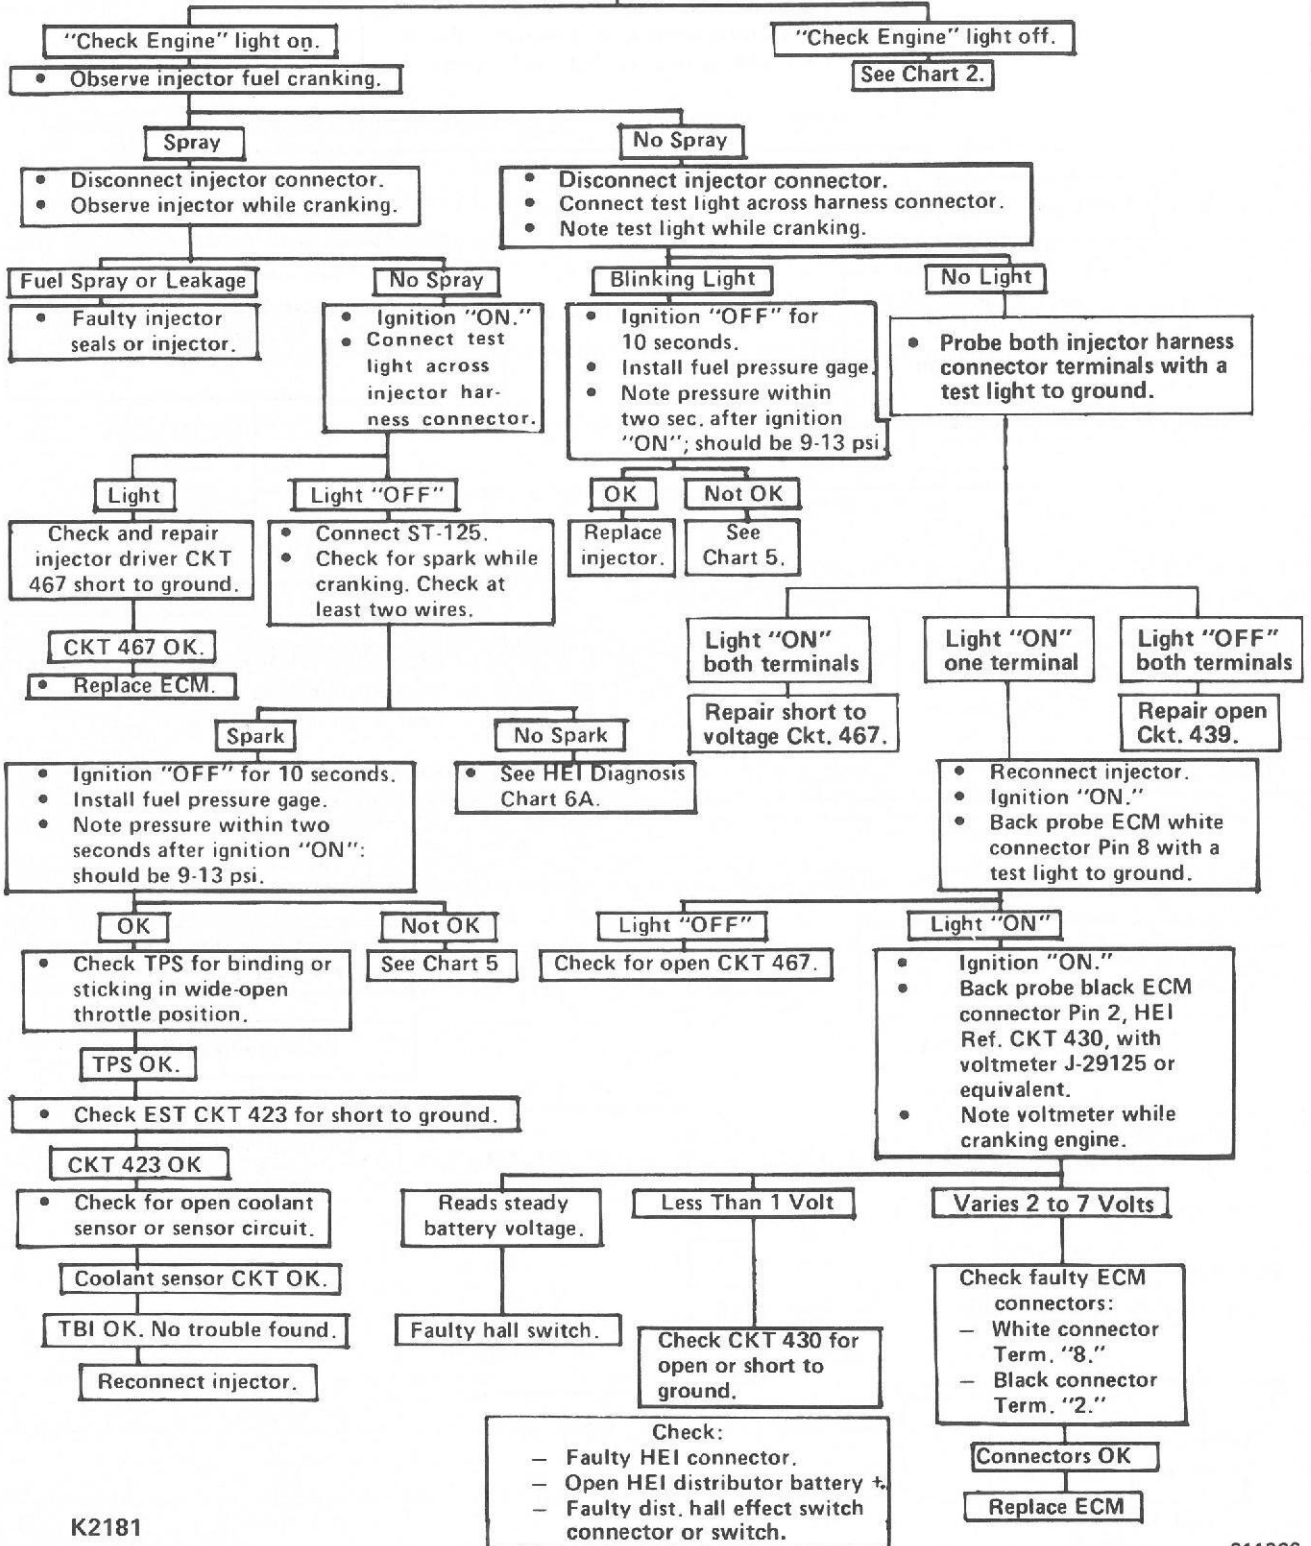 "Check Engine" light on.
"Check Engine" light off.
• Observe injector fuel cranking.
See Chart 2.
Spray
No Spray
• Disconnect injector connector.
• Observe injector while cranking.
• Disconnect injector connector.
• Connect test light across harness connector.
• Note test light while cranking.
Fuel Spray or Leakage
No Spray
Blinking Light
No Light
• Faulty injector
seals or injector.
• Ignition "ON."
• Connect test
light across
injector har-
ness connector.
• Ignition "OFF" for
10 seconds.
• Install fuel pressure gage.
• Note pressure within
two sec. after ignition
"ON"; should be 9-13 psi.
• Probe both injector harness
connector terminals with a
test light to ground.
Light
Light "OFF"
OK
Not OK
Check and repair
injector driver CKT
467 short to ground.
• Connect ST-125.
• Check for spark while
cranking. Check at
least two wires.
Replace
injector.
See
Chart 5.
CKT 467 OK.
• Replace ECM.
Light "ON"
both terminals
Light "ON"
one terminal
Light "OFF"
both terminals
Repair short to
voltage Ckt. 467.
Repair open
Ckt. 439.
Spark
No Spark
• Ignition "OFF" for 10 seconds.
• Install fuel pressure gage.
• Note pressure within two
seconds after ignition "ON":
should be 9-13 psi.
• See HEI Diagnosis
Chart 6A.
• Reconnect injector.
• Ignition "ON."
• Back probe ECM white
connector Pin 8 with a
test light to ground.
OK
Not OK
Light "OFF"
Light "ON"
• Check TPS for binding or
sticking in wide-open
throttle position.
See Chart 5
Check for open CKT 467.
• Ignition "ON."
• Back probe black ECM
connector Pin 2, HEI
Ref. CKT 430, with
voltmeter J-29125 or
equivalent.
• Note voltmeter while
cranking engine.
TPS OK.
• Check EST CKT 423 for short to ground.
CKT 423 OK
• Check for open coolant
sensor or sensor circuit.
Reads steady
battery voltage.
Less Than 1 Volt
Varies 2 to 7 Volts
Coolant sensor CKT OK.
TBI OK. No trouble found.
Reconnect injector.
Faulty hall switch.
Check CKT 430 for
open or short to
ground.
Check faulty ECM
connectors:
– White connector
Term. "8."
– Black connector
Term. "2."
Check:
– Faulty HEI connector.
– Open HEI distributor battery +.
– Faulty dist. hall effect switch
connector or switch.
Connectors OK
Replace ECM
K2181